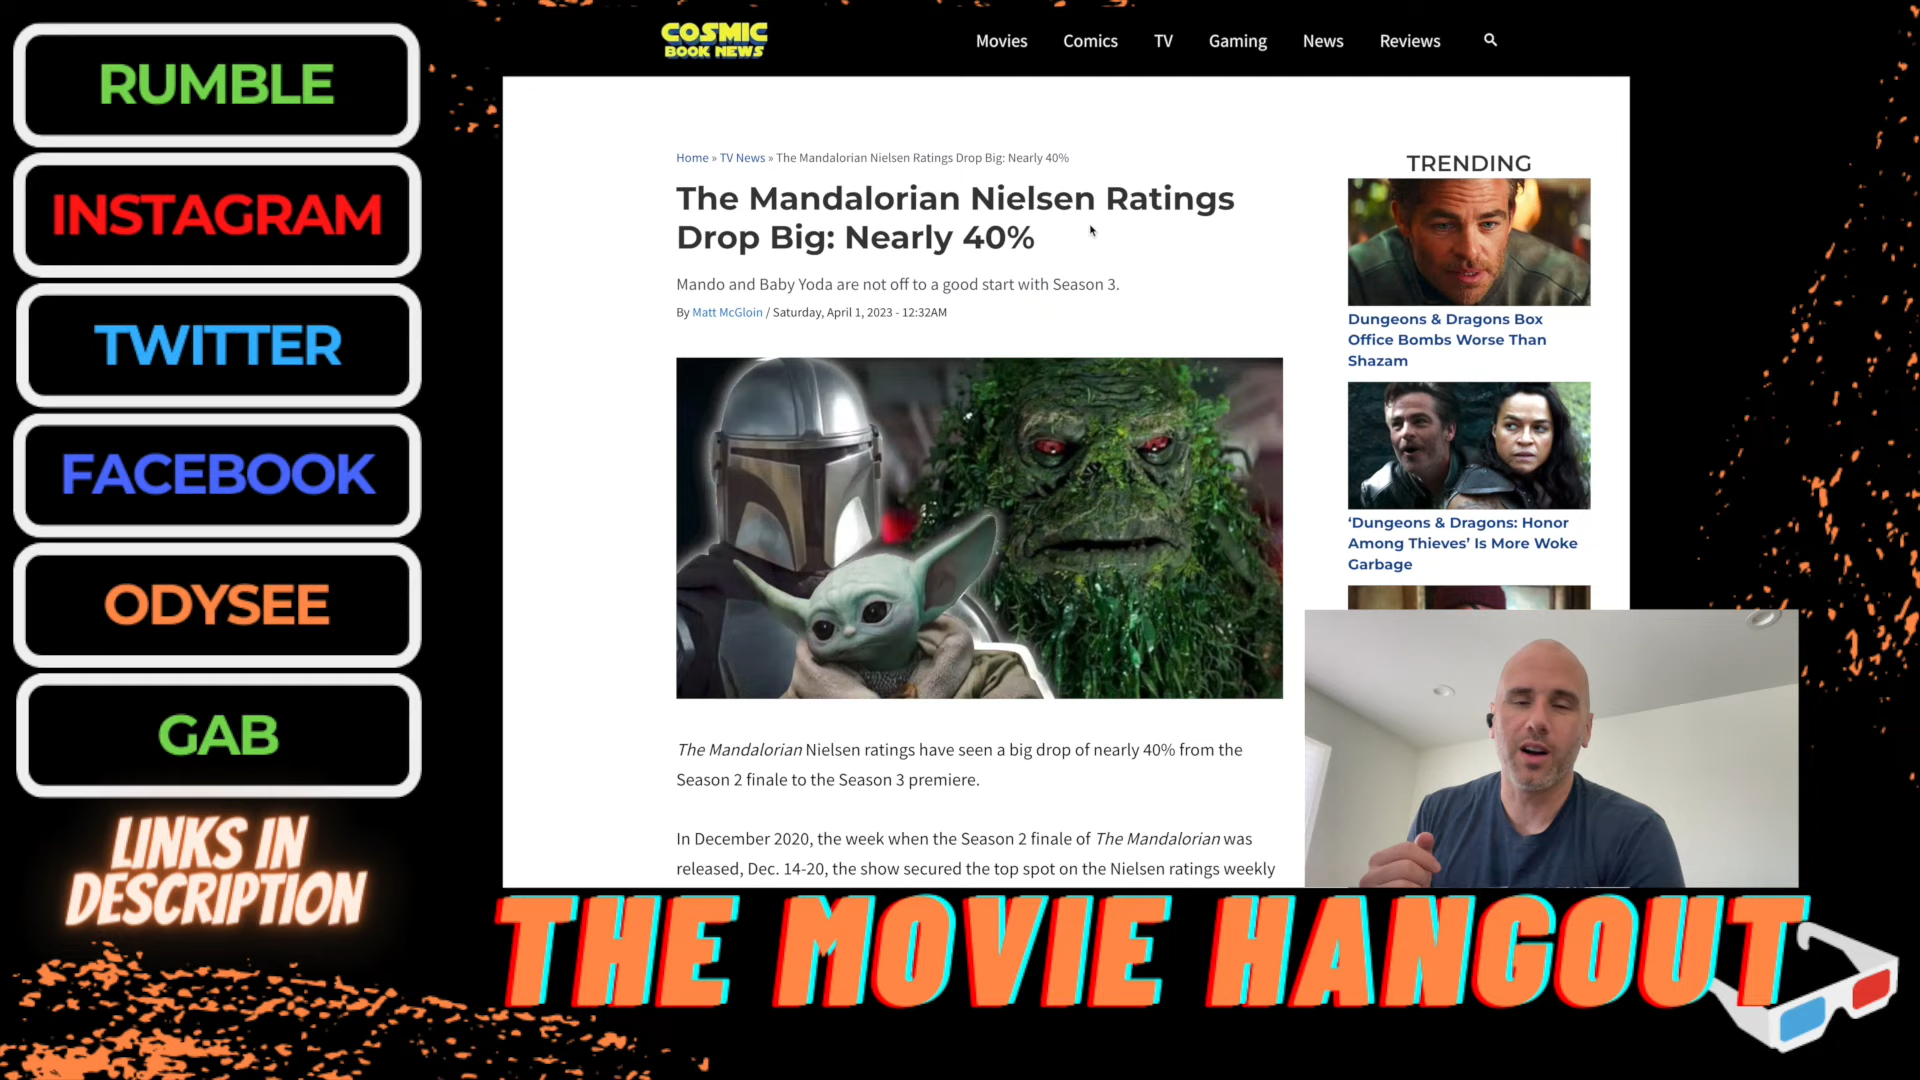 RUMBLE
INSTAGRAM
TWITTER
FACEBOOK
ODYSEE
GAB
LINKS IN
DESCRIPTION
COSMIC
BOOK NEWS
Movies Comics TV Gaming News Reviews
Home » TV News » The Mandalorian Nielsen Ratings Drop Big: Nearly 40%
The Mandalorian Nielsen Ratings
Drop Big: Nearly 40%
Mando and Baby Yoda are not off to a good start with Season 3.
By Matt McGloin / Saturday, April 1, 2023 - 12:32AM
The Mandalorian Nielsen ratings have seen a big drop of nearly 40% from the
Season 2 finale to the Season 3 premiere.
In December 2020, the week when the Season 2 finale of The Mandalorian was
released, Dec. 14-20, the show secured the top spot on the Nielsen ratings weekly
TRENDING
Dungeons & Dragons Box
Office Bombs Worse Than
Shazam
‘Dungeons & Dragons: Honor
Among Thieves’ Is More Woke
Garbage
THE MOVIE HANGOUT